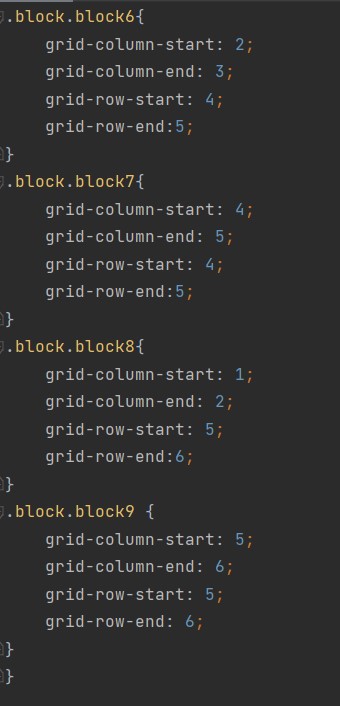 .block.block6{
    grid-column-start: 2;
    grid-column-end: 3;
    grid-row-start: 4;
    grid-row-end:5;
}
.block.block7{
    grid-column-start: 4;
    grid-column-end: 5;
    grid-row-start: 4;
    grid-row-end:5;
}
.block.block8{
    grid-column-start: 1;
    grid-column-end: 2;
    grid-row-start: 5;
    grid-row-end:6;
}
.block.block9 {
    grid-column-start: 5;
    grid-column-end: 6;
    grid-row-start: 5;
    grid-row-end: 6;
}
}